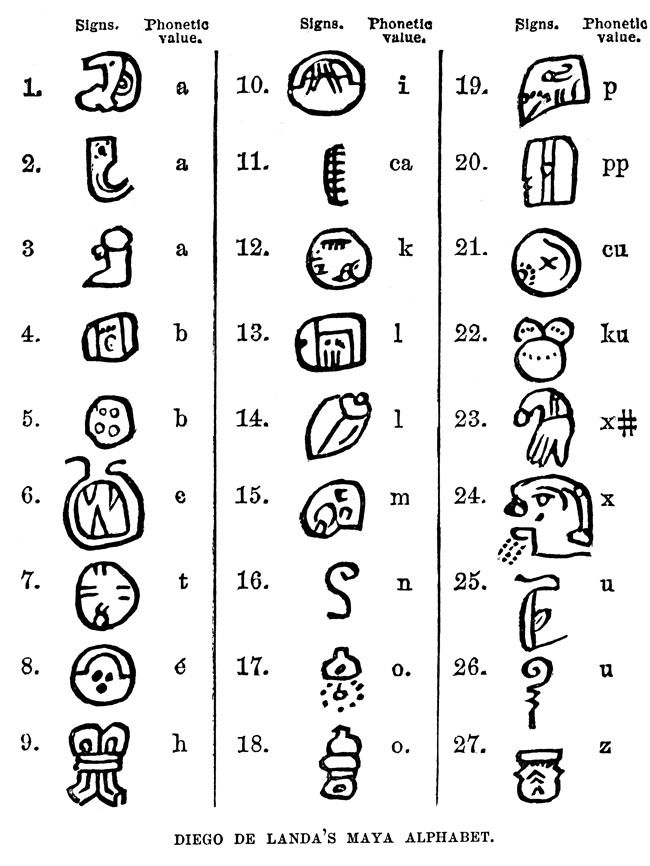 Signs. Phonetic
value.
1. a
2. a
3 a
4. b
5. b
6. e
7. t
8. é
9. h
Signs. Phonetic
value.
10. i
11. ca
12. k
13. l
14. l
15. m
16. n
17. o.
18. o.
Signs. Phonetic
value.
19. p
20. pp
21. cu
22. ku
23. x#
24. x
25. u
26. u
27. z
DIEGO DE LANDA'S MAYA ALPHABET.